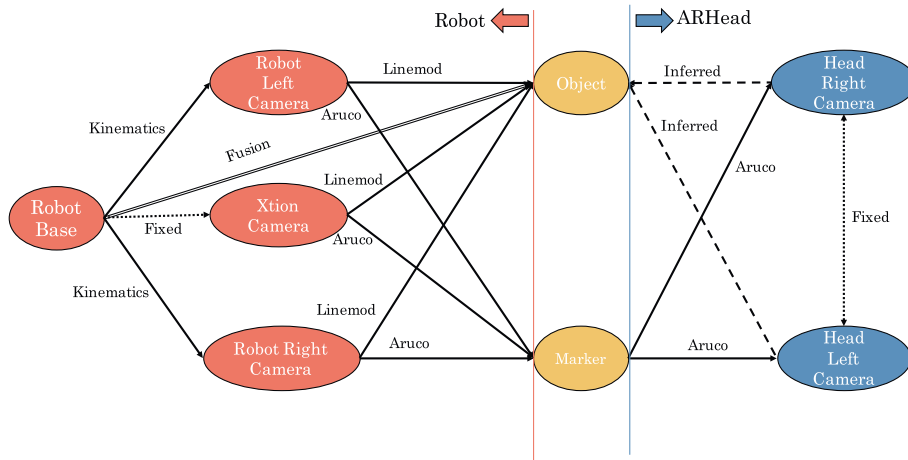 Robot
ARHead
Robot
Left
Camera
Linemod
Object
Inferred
Head
Right
Camera
Aruco
Kinematics
Fusion
Inferred
Linemod
Aruco
Robot
Base
Fixed
Xtion
Camera
Aruco
Fixed
Kinematics
Linemod
Robot Right
Camera
Aruco
Marker
Aruco
Head
Left
Camera